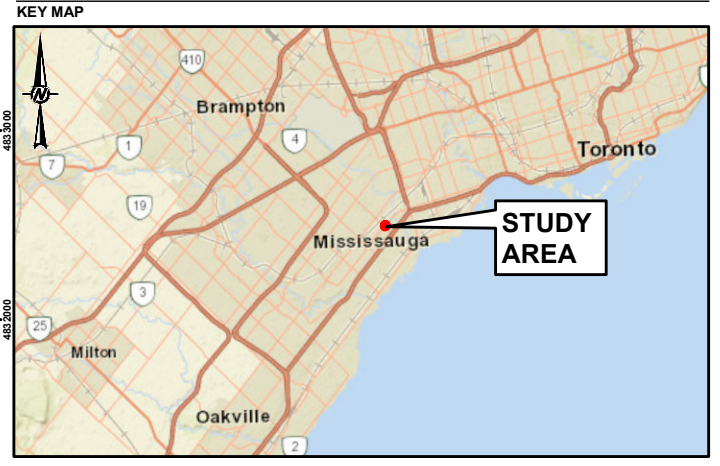 KEY MAP
N
410
Brampton
4833000
1
4
7
Toronto
19
STUDY
AREA
Mississauga
3
4832000
25
Milton
Oakville
2